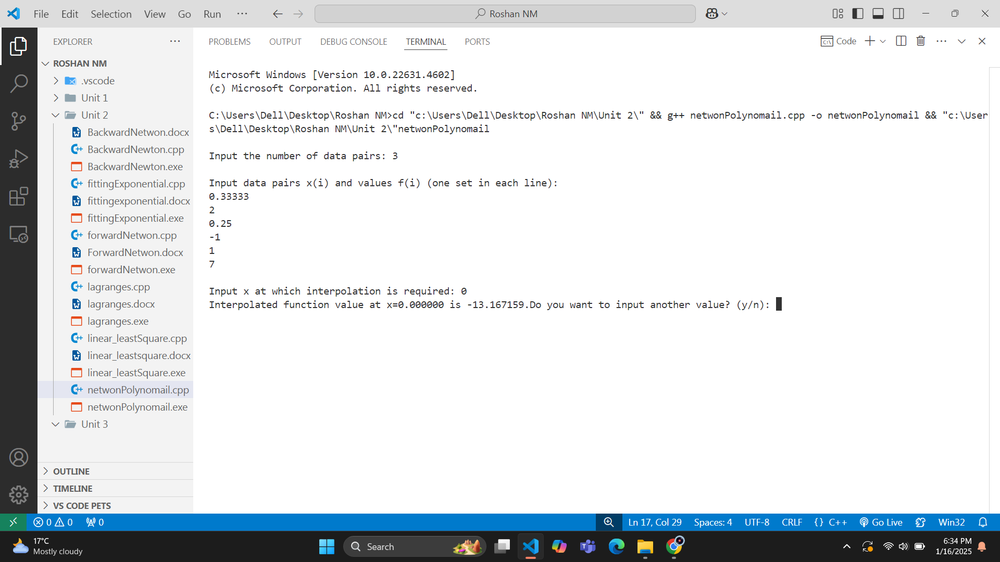 File Edit Selection View Go Run ··· Roshan NM
EXPLORER ···
ROSHAN NM
.vscode
Unit 1
Unit 2
BackwardNetwon.docx
BackwardNewton.cpp
BackwardNewton.exe
fittingExponential.cpp
fittingexponential.docx
fittingExponential.exe
forwardNetwon.cpp
ForwardNetwon.docx
forwardNetwon.exe
lagranges.cpp
lagranges.docx
lagranges.exe
linear_leastSquare.cpp
linear_leastsquare.docx
linear_leastSquare.exe
netwonPolynomail.cpp
netwonPolynomail.exe
Unit 3
OUTLINE
TIMELINE
VS CODE PETS
PROBLEMS OUTPUT DEBUG CONSOLE TERMINAL PORTS Code ···
Microsoft Windows [Version 10.0.22631.4602]
(c) Microsoft Corporation. All rights reserved.
C:\Users\Dell\Desktop\Roshan NM>cd "c:\Users\Dell\Desktop\Roshan NM\Unit 2\" && g++ netwonPolynomail.cpp -o netwonPolynomail && "c:\User
s\Dell\Desktop\Roshan NM\Unit 2\"netwonPolynomail
Input the number of data pairs: 3
Input data pairs x(i) and values f(i) (one set in each line):
0.33333
2
0.25
-1
1
7
Input x at which interpolation is required: 0
Interpolated function value at x=0.000000 is -13.167159.Do you want to input another value? (y/n):
0 0 0 Ln 17, Col 29 Spaces: 4 UTF-8 CRLF {} C++ Go Live Win32
17°C
Mostly cloudy
Search
6:34 PM
1/16/2025